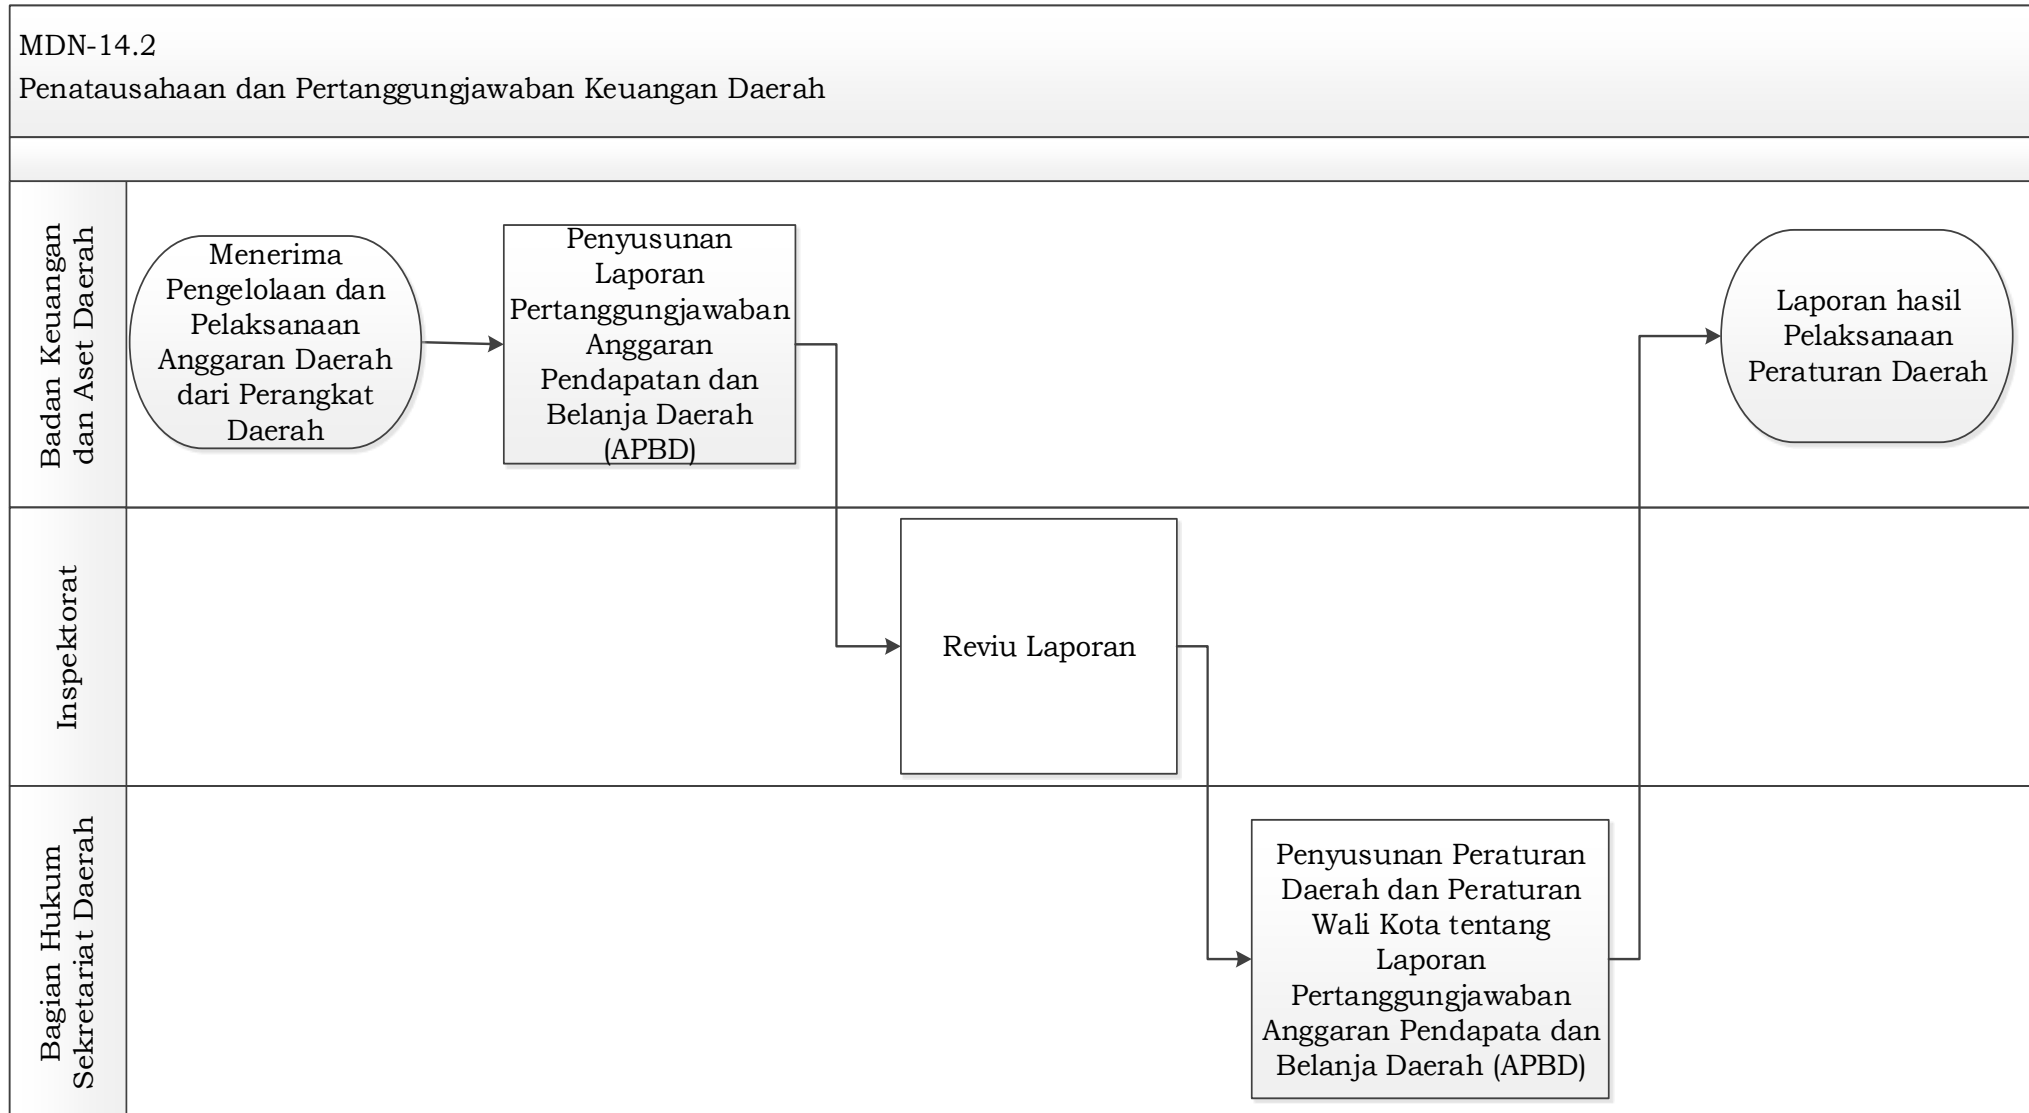 MDN-14.2
Penatausahaan dan Pertanggungjawaban Keuangan Daerah
Badan Keuangan
dan Aset Daerah
Menerima
Pengelolaan dan
Pelaksanaan
Anggaran Daerah
dari Perangkat
Daerah
Penyusunan
Laporan
Pertanggungjawaban
Anggaran
Pendapatan dan
Belanja Daerah
(APBD)
Laporan hasil
Pelaksanaan
Peraturan Daerah
Inspektorat
Reviu Laporan
Bagian Hukum
Sekretariat Daerah
Penyusunan Peraturan
Daerah dan Peraturan
Wali Kota tentang
Laporan
Pertanggungjawaban
Anggaran Pendapata dan
Belanja Daerah (APBD)